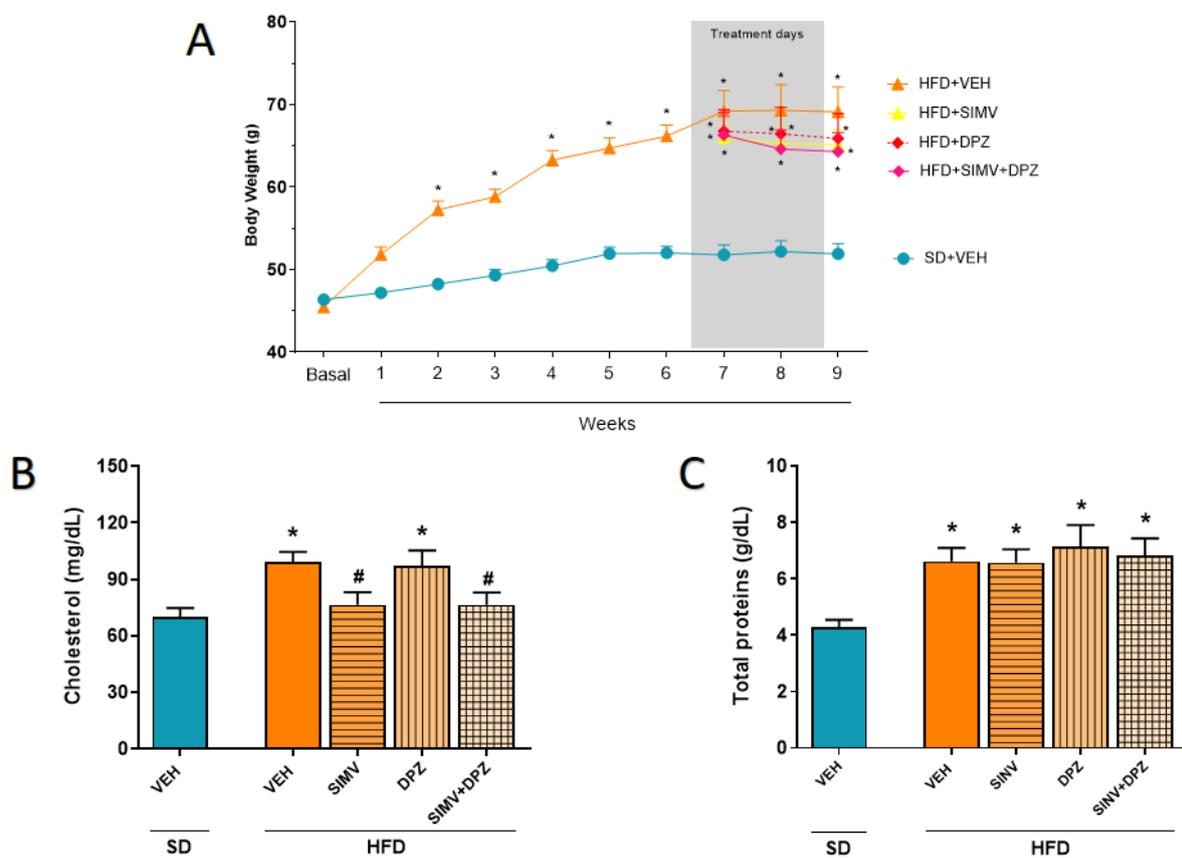 A
Body Weight (g)
80
70
60
50
40
Treatment days
* * * * * * * * *
* * * * * * * * *
HFD+VEH
HFD+SIMV
HFD+DPZ
HFD+SIMV+DPZ
SD+VEH
Basal 1 2 3 4 5 6 7 8 9
Weeks
B
Cholesterol (mg/dL)
150
120
90
60
30
0
* # * #
VEH VEH SIMV DPZ SIMV+DPZ
SD HFD
C
Total proteins (g/dL)
10
8
6
4
2
0
* * * *
VEH VEH SINV DPZ SINV+DPZ
SD HFD